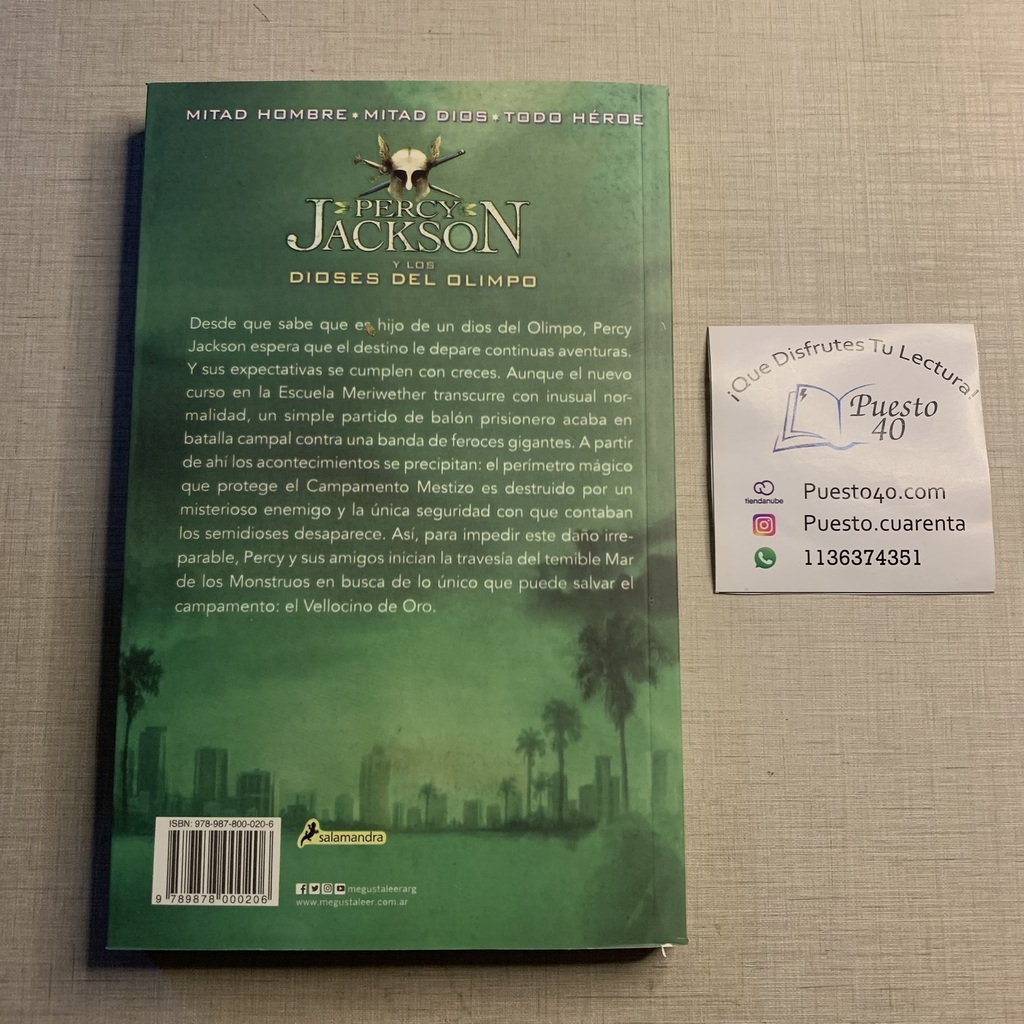 MITAD HOMBRE * MITAD DIOS * TODO HÉROE
PERCY
JACKSON
Y LOS
DIOSES DEL OLIMPO
Desde que sabe que es hijo de un dios del Olimpo, Percy
Jackson espera que el destino le depare continuas aventuras.
Y sus expectativas se cumplen con creces. Aunque el nuevo
curso en la Escuela Meriwether transcurre con inusual nor-
malidad, un simple partido de balón prisionero acaba en
batalla campal contra una banda de feroces gigantes. A partir
de ahí los acontecimientos se precipitan: el perímetro mágico
que protege el Campamento Mestizo es destruido por un
misterioso enemigo y la única seguridad con que contaban
los semidioses desaparece. Así, para impedir este daño irre-
parable, Percy y sus amigos inician la travesía del temible Mar
de los Monstruos en busca de lo único que puede salvar el
campamento: el Vellocino de Oro.
ISBN: 978-987-800-020-6
9 789878 000206
salamandra
megustaleerarg
www.megustaleer.com.ar
¡Que Disfrutes Tu Lectura!
Puesto
40
tiendanube
Puesto40.com
Puesto.cuarenta
1136374351